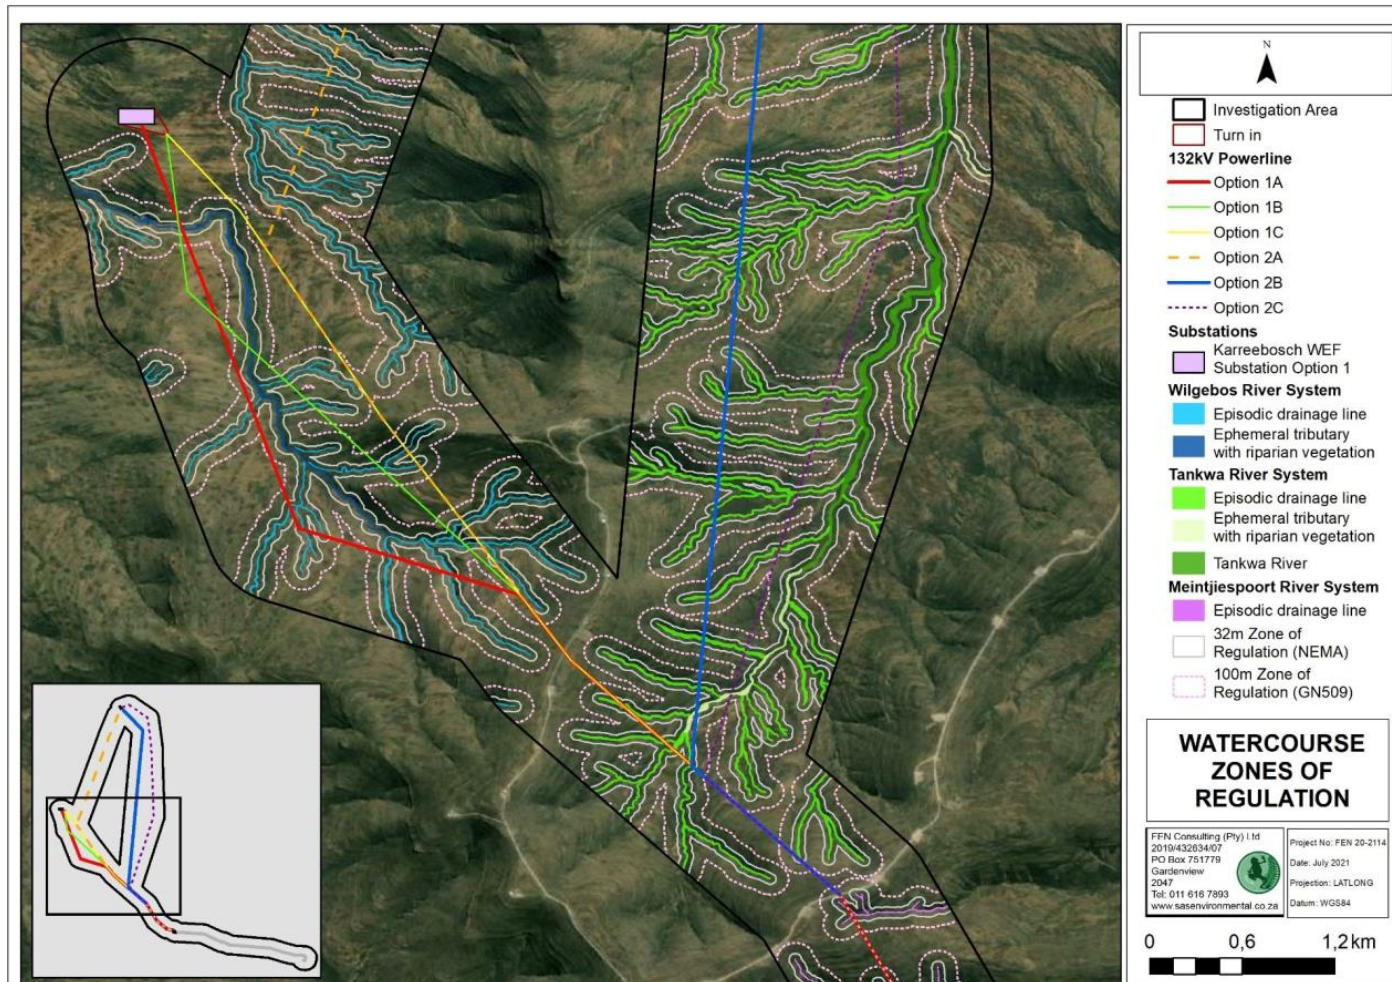 N
Investigation Area
Turn in
132kV Powerline
Option 1A
Option 1B
Option 1C
Option 2A
Option 2B
Option 2C
Substations
Karreebosch WEF
Substation Option 1
Wilgebos River System
Episodic drainage line
Ephemeral tributary
with riparian vegetation
Tankwa River System
Episodic drainage line
Ephemeral tributary
with riparian vegetation
Tankwa River
Meintjiespoort River System
Episodic drainage line
32m Zone of
Regulation (NEMA)
100m Zone of
Regulation (GN509)
WATERCOURSE
ZONES OF
REGULATION
FEN Consulting (Pty) Ltd
2019/432634/07
PO Box 751779
Gardenview
2047
Tel: 011 616 7893
www.sasenvironmental.co.za
Project No: FEN 20-2114
Date: July 2021
Projection: LATLONG
Datum: WGS84
0 0,6 1,2km